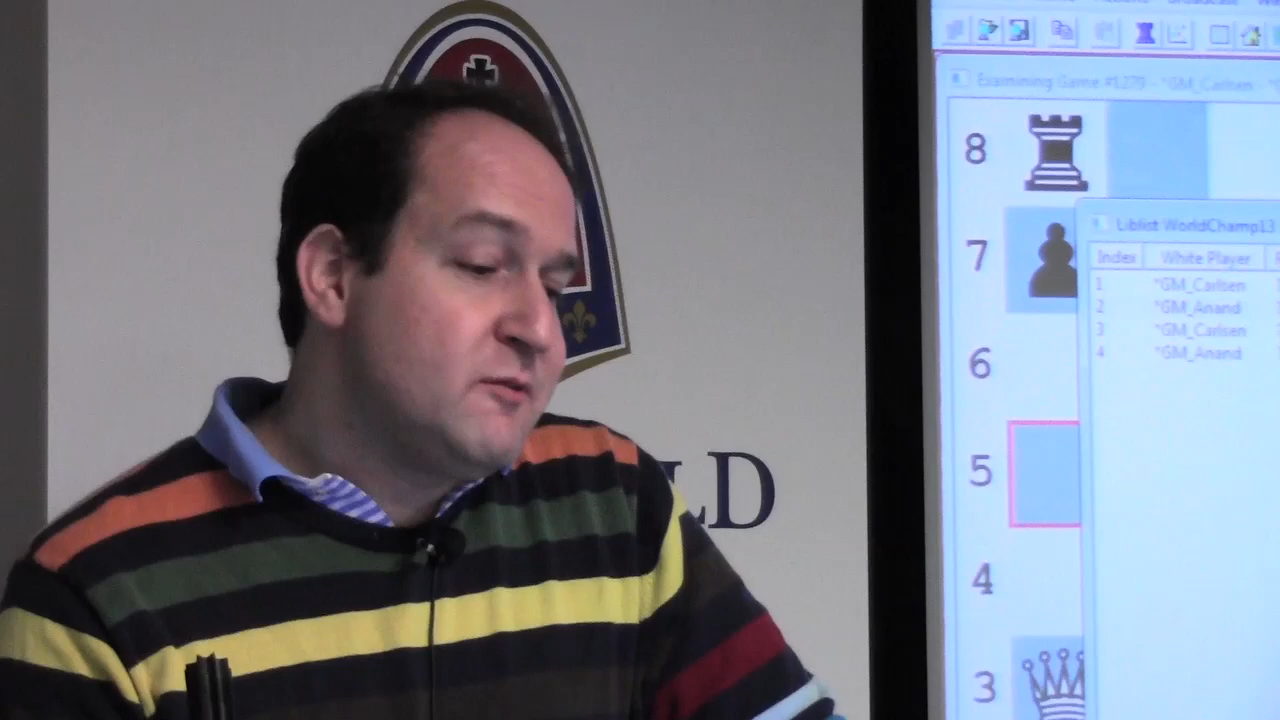 LD
Examining Game #1279 - *GM_Carlsen -
8
7
6
5
4
3
Liblist WorldChamp13
Index White Player
1 *GM_Carlsen
2 *GM_Anand
3 *GM_Carlsen
4 *GM_Anand